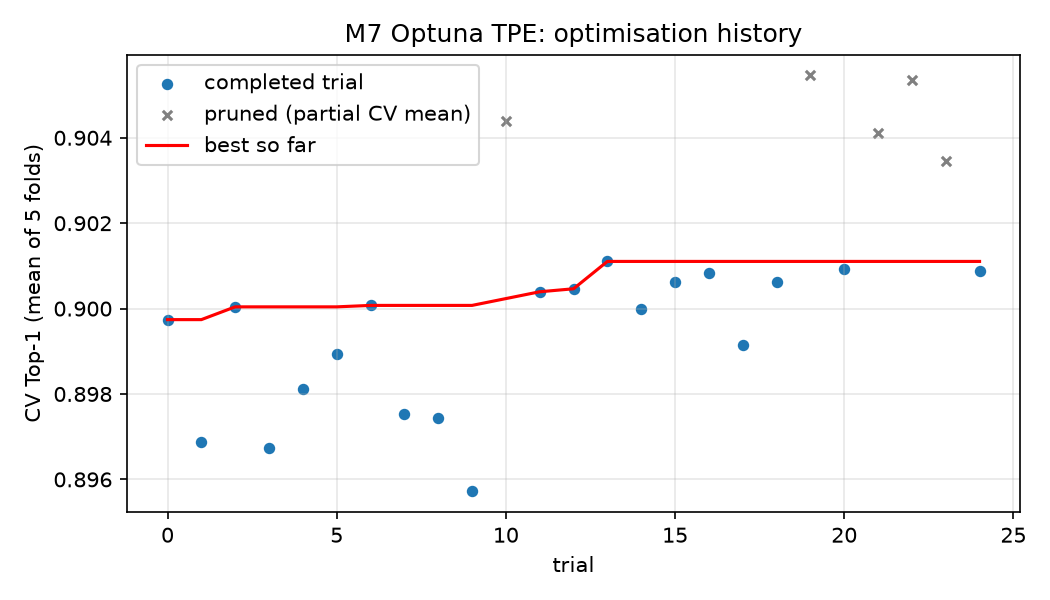 M7 Optuna TPE: optimisation history
completed trial
pruned (partial CV mean)
best so far
CV Top-1 (mean of 5 folds)
0.904
0.902
0.900
0.898
0.896
0 5 10 15 20 25
trial